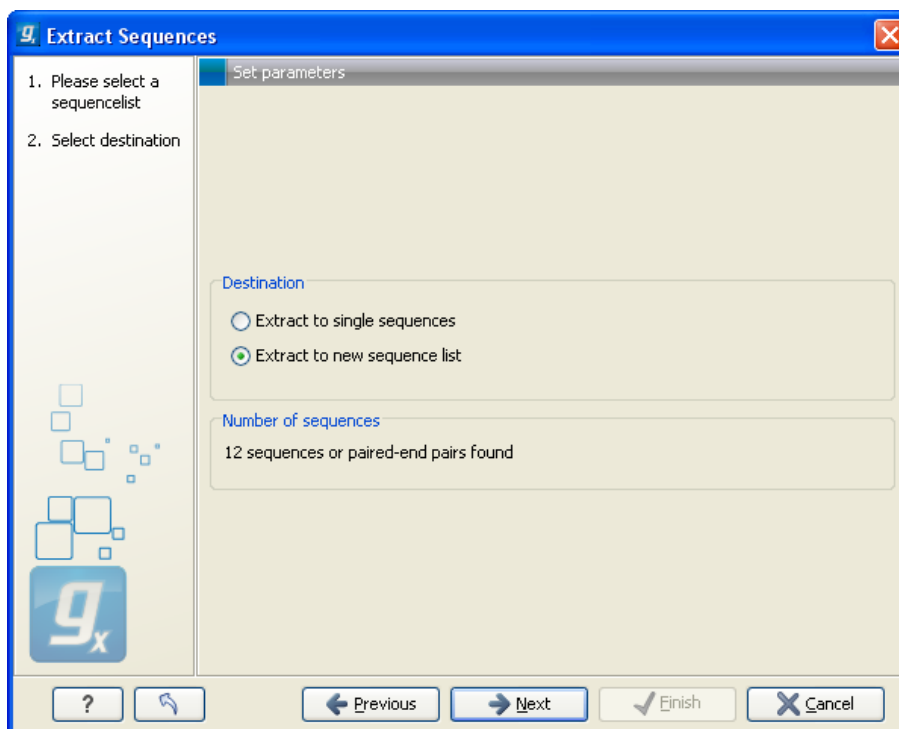 Extract Sequences
1. Please select a
sequencelist
2. Select destination
Set parameters
Destination
Extract to single sequences
Extract to new sequence list
Number of sequences
12 sequences or paired-end pairs found
gx
?
Previous
Next
Finish
Cancel